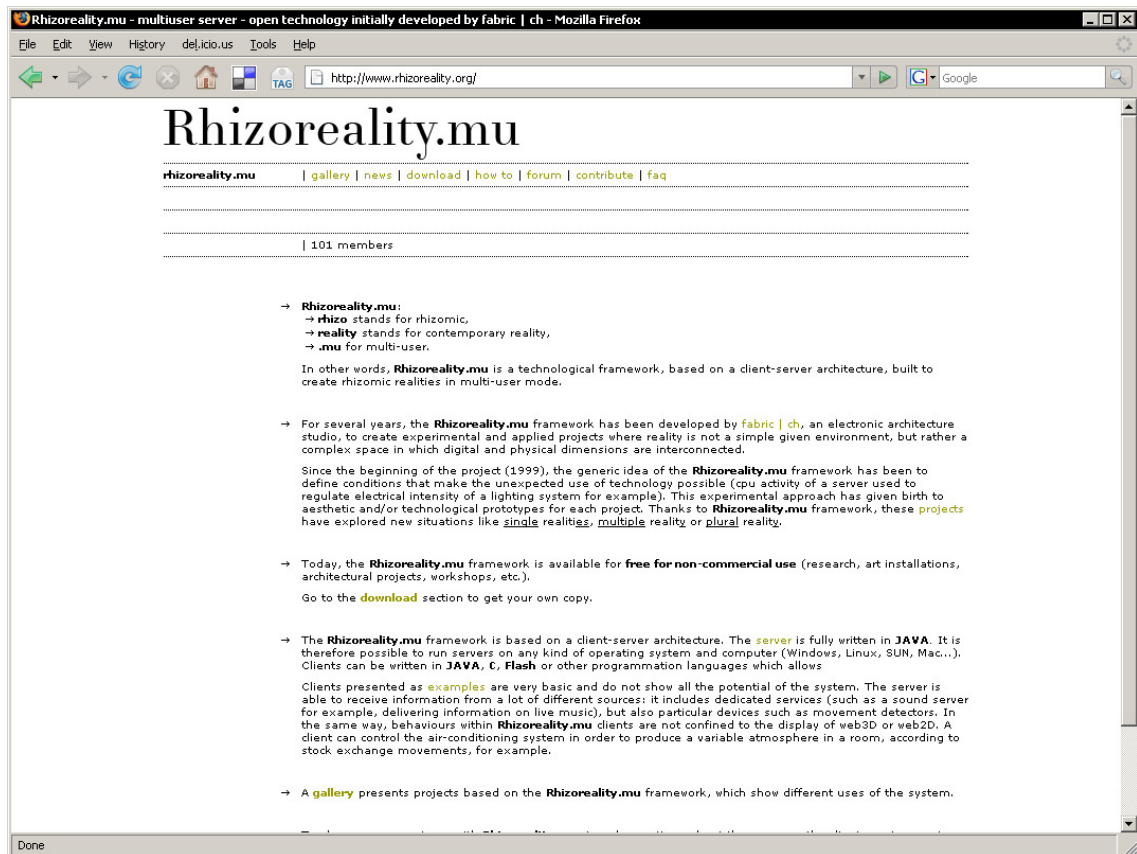 Rhizoreality.mu - multiuser server - open technology initially developed by fabric | ch - Mozilla Firefox
File Edit View History del.icio.us Tools Help
TAG http://www.rhizoreality.org/ G Google
Rhizoreality.mu
rhizoreality.mu | gallery | news | download | how to | forum | contribute | faq
| 101 members
→ Rhizoreality.mu:
→ rhizo stands for rhizomic,
→ reality stands for contemporary reality,
→ .mu for multi-user.
In other words, Rhizoreality.mu is a technological framework, based on a client-server architecture, built to
create rhizomic realities in multi-user mode.
→ For several years, the Rhizoreality.mu framework has been developed by fabric | ch, an electronic architecture
studio, to create experimental and applied projects where reality is not a simple given environment, but rather a
complex space in which digital and physical dimensions are interconnected.
Since the beginning of the project (1999), the generic idea of the Rhizoreality.mu framework has been to
define conditions that make the unexpected use of technology possible (cpu activity of a server used to
regulate electrical intensity of a lighting system for example). This experimental approach has given birth to
aesthetic and/or technological prototypes for each project. Thanks to Rhizoreality.mu framework, these projects
have explored new situations like single realities, multiple reality or plural reality.
→ Today, the Rhizoreality.mu framework is available for free for non-commercial use (research, art installations,
architectural projects, workshops, etc.).
Go to the download section to get your own copy.
→ The Rhizoreality.mu framework is based on a client-server architecture. The server is fully written in JAVA. It is
therefore possible to run servers on any kind of operating system and computer (Windows, Linux, SUN, Mac...).
Clients can be written in JAVA, C, Flash or other programmation languages which allows
Clients presented as examples are very basic and do not show all the potential of the system. The server is
able to receive information from a lot of different sources: it includes dedicated services (such as a sound server
for example, delivering information on live music), but also particular devices such as movement detectors. In
the same way, behaviours within Rhizoreality.mu clients are not confined to the display of web3D or web2D. A
client can control the air-conditioning system in order to produce a variable atmosphere in a room, according to
stock exchange movements, for example.
→ A gallery presents projects based on the Rhizoreality.mu framework, which show different uses of the system.
Done